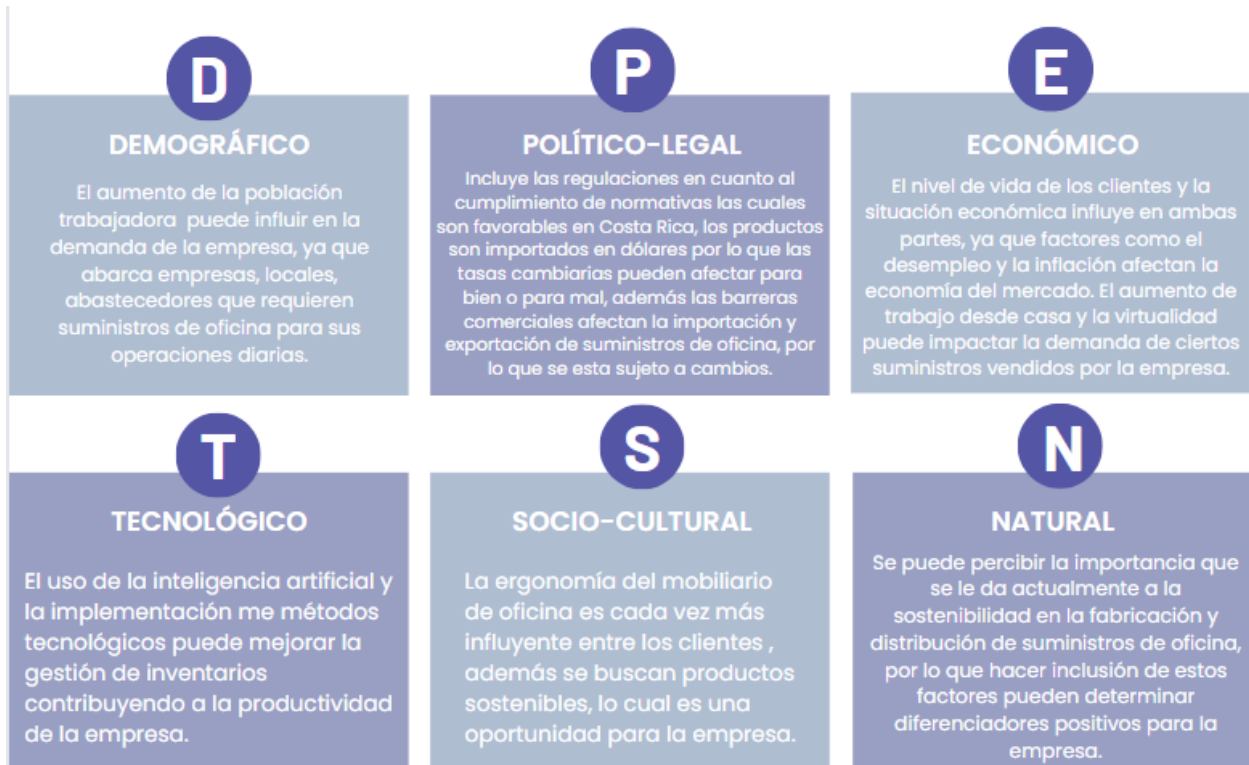 D
DEMOGRÁFICO
El aumento de la población
trabajadora puede influir en la
demanda de la empresa, ya que
abarca empresas, locales,
abastecedores que requieren
suministros de oficina para sus
operaciones diarias.
P
POLÍTICO-LEGAL
Incluye las regulaciones en cuanto al
cumplimiento de normativas las cuales
son favorables en Costa Rica, los productos
son importados en dólares por lo que las
tasas cambiarias pueden afectar para
bien o para mal, además las barreras
comerciales afectan la importación y
exportación de suministros de oficina, por
lo que se esta sujeto a cambios.
E
ECONÓMICO
El nivel de vida de los clientes y la
situación económica influye en ambas
partes, ya que factores como el
desempleo y la inflación afectan la
economía del mercado. El aumento de
trabajo desde casa y la virtualidad
puede impactar la demanda de ciertos
suministros vendidos por la empresa.
T
TECNOLÓGICO
El uso de la inteligencia artificial y
la implementación me métodos
tecnológicos puede mejorar la
gestión de inventarios
contribuyendo a la productividad
de la empresa.
S
SOCIO-CULTURAL
La ergonomía del mobiliario
de oficina es cada vez más
influyente entre los clientes ,
además se buscan productos
sostenibles, lo cual es una
oportunidad para la empresa.
N
NATURAL
Se puede percibir la importancia que
se le da actualmente a la
sostenibilidad en la fabricación y
distribución de suministros de oficina,
por lo que hacer inclusión de estos
factores pueden determinar
diferenciadores positivos para la
empresa.